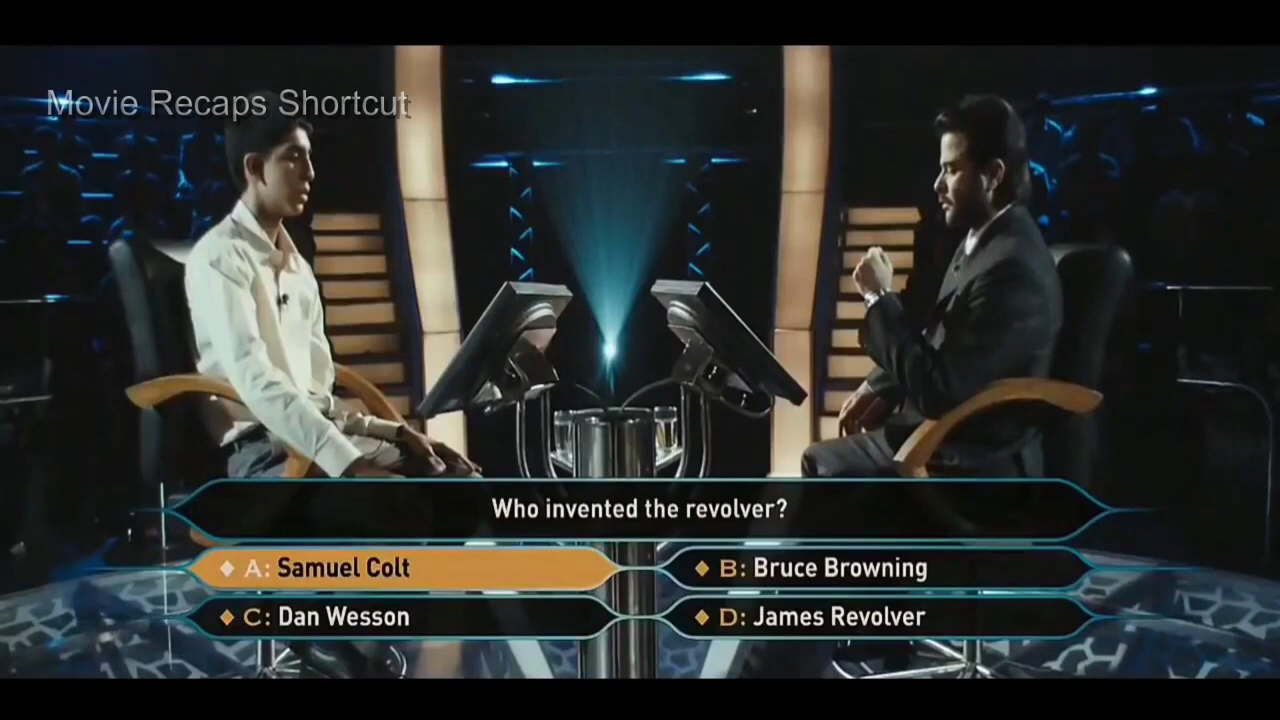 Movie Recaps Shortcut
Who invented the revolver?
A: Samuel Colt
B: Bruce Browning
C: Dan Wesson
D: James Revolver